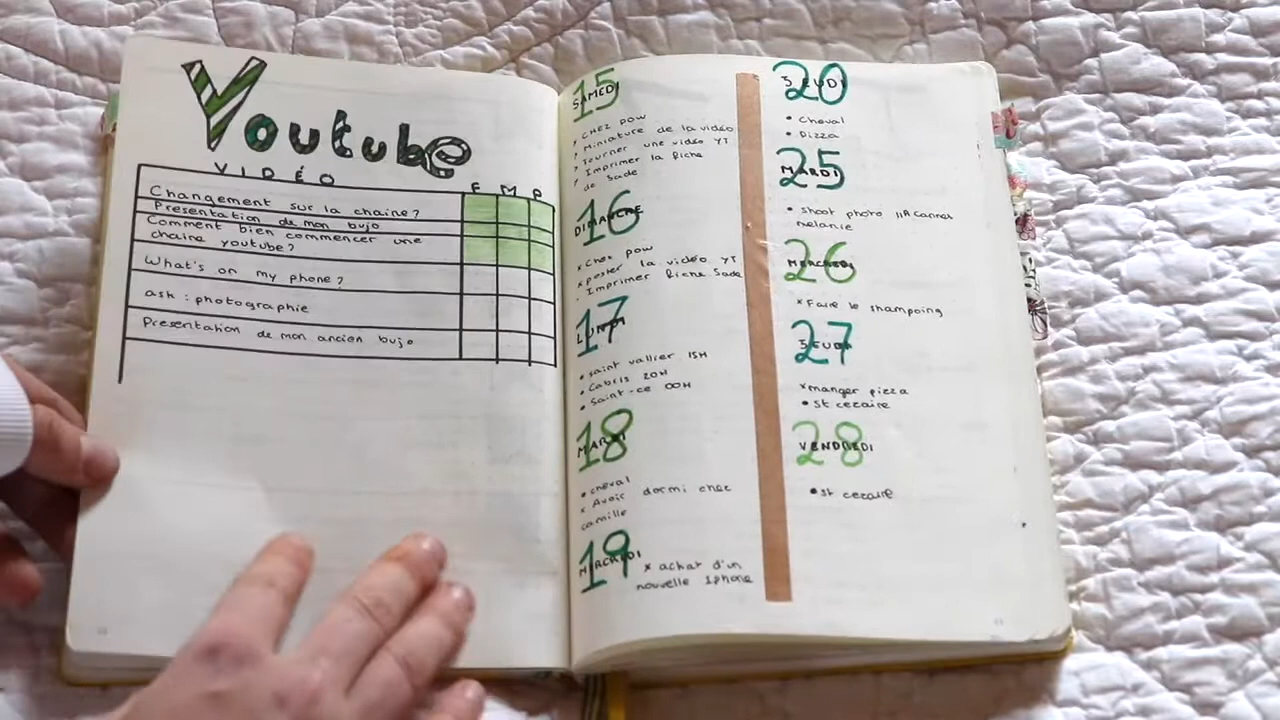 Youtube
VIDÉO F M P
Changement sur la chaine?
Presentation de mon bujo
Comment bien commencer une
chaine youtube?
What's on my phone?
ask : photographie
Presentation de mon ancien bujo
15
SAMEDI
CHEZ POW
Miniature de la vidéo
Tourner une vidéo YT
Imprimer la fiche
de Sade
16
DIMANCHE
x Chez pow
x poster la vidéo YT
· Imprimer fiche Sade
17
LUNDI
• Saint vallier 15H
• Cabris 20H
• Saint-ce 00H
18
MARDI
• cheval
x Avoir dormi chez
camille
19
MERCREDI
x achat d'un
nouvelle Iphone
20
JEUDI
• Cheval
• Pizza
25
MARDI
• shoot photo 11A cannes
melanie
26
MERCREDI
x Faire le shampoing
27
JEUDI
x manger pizza
• St cezaire
28
VENDREDI
• st cezaire